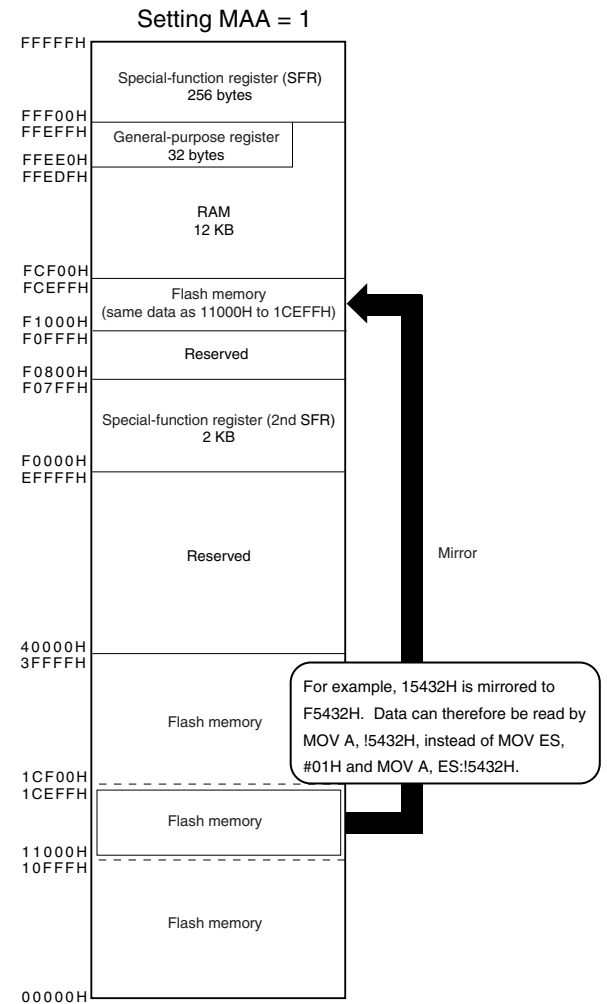 Setting MAA = 1
FFFFFH
Special-function register (SFR)
256 bytes
FFF00H
FFEFFH
General-purpose register
32 bytes
FFEE0H
FFEDFH
RAM
12 KB
FCF00H
FCEFFH
Flash memory
(same data as 11000H to 1CEFFH)
F1000H
F0FFFH
Reserved
F0800H
F07FFH
Special-function register (2nd SFR)
2 KB
F0000H
EFFFFH
Reserved
Mirror
40000H
3FFFFH
For example, 15432H is mirrored to
F5432H. Data can therefore be read by
MOV A, !5432H, instead of MOV ES,
#01H and MOV A, ES:!5432H.
Flash memory
1CF00H
1CEFFH
Flash memory
11000H
10FFFH
Flash memory
00000H